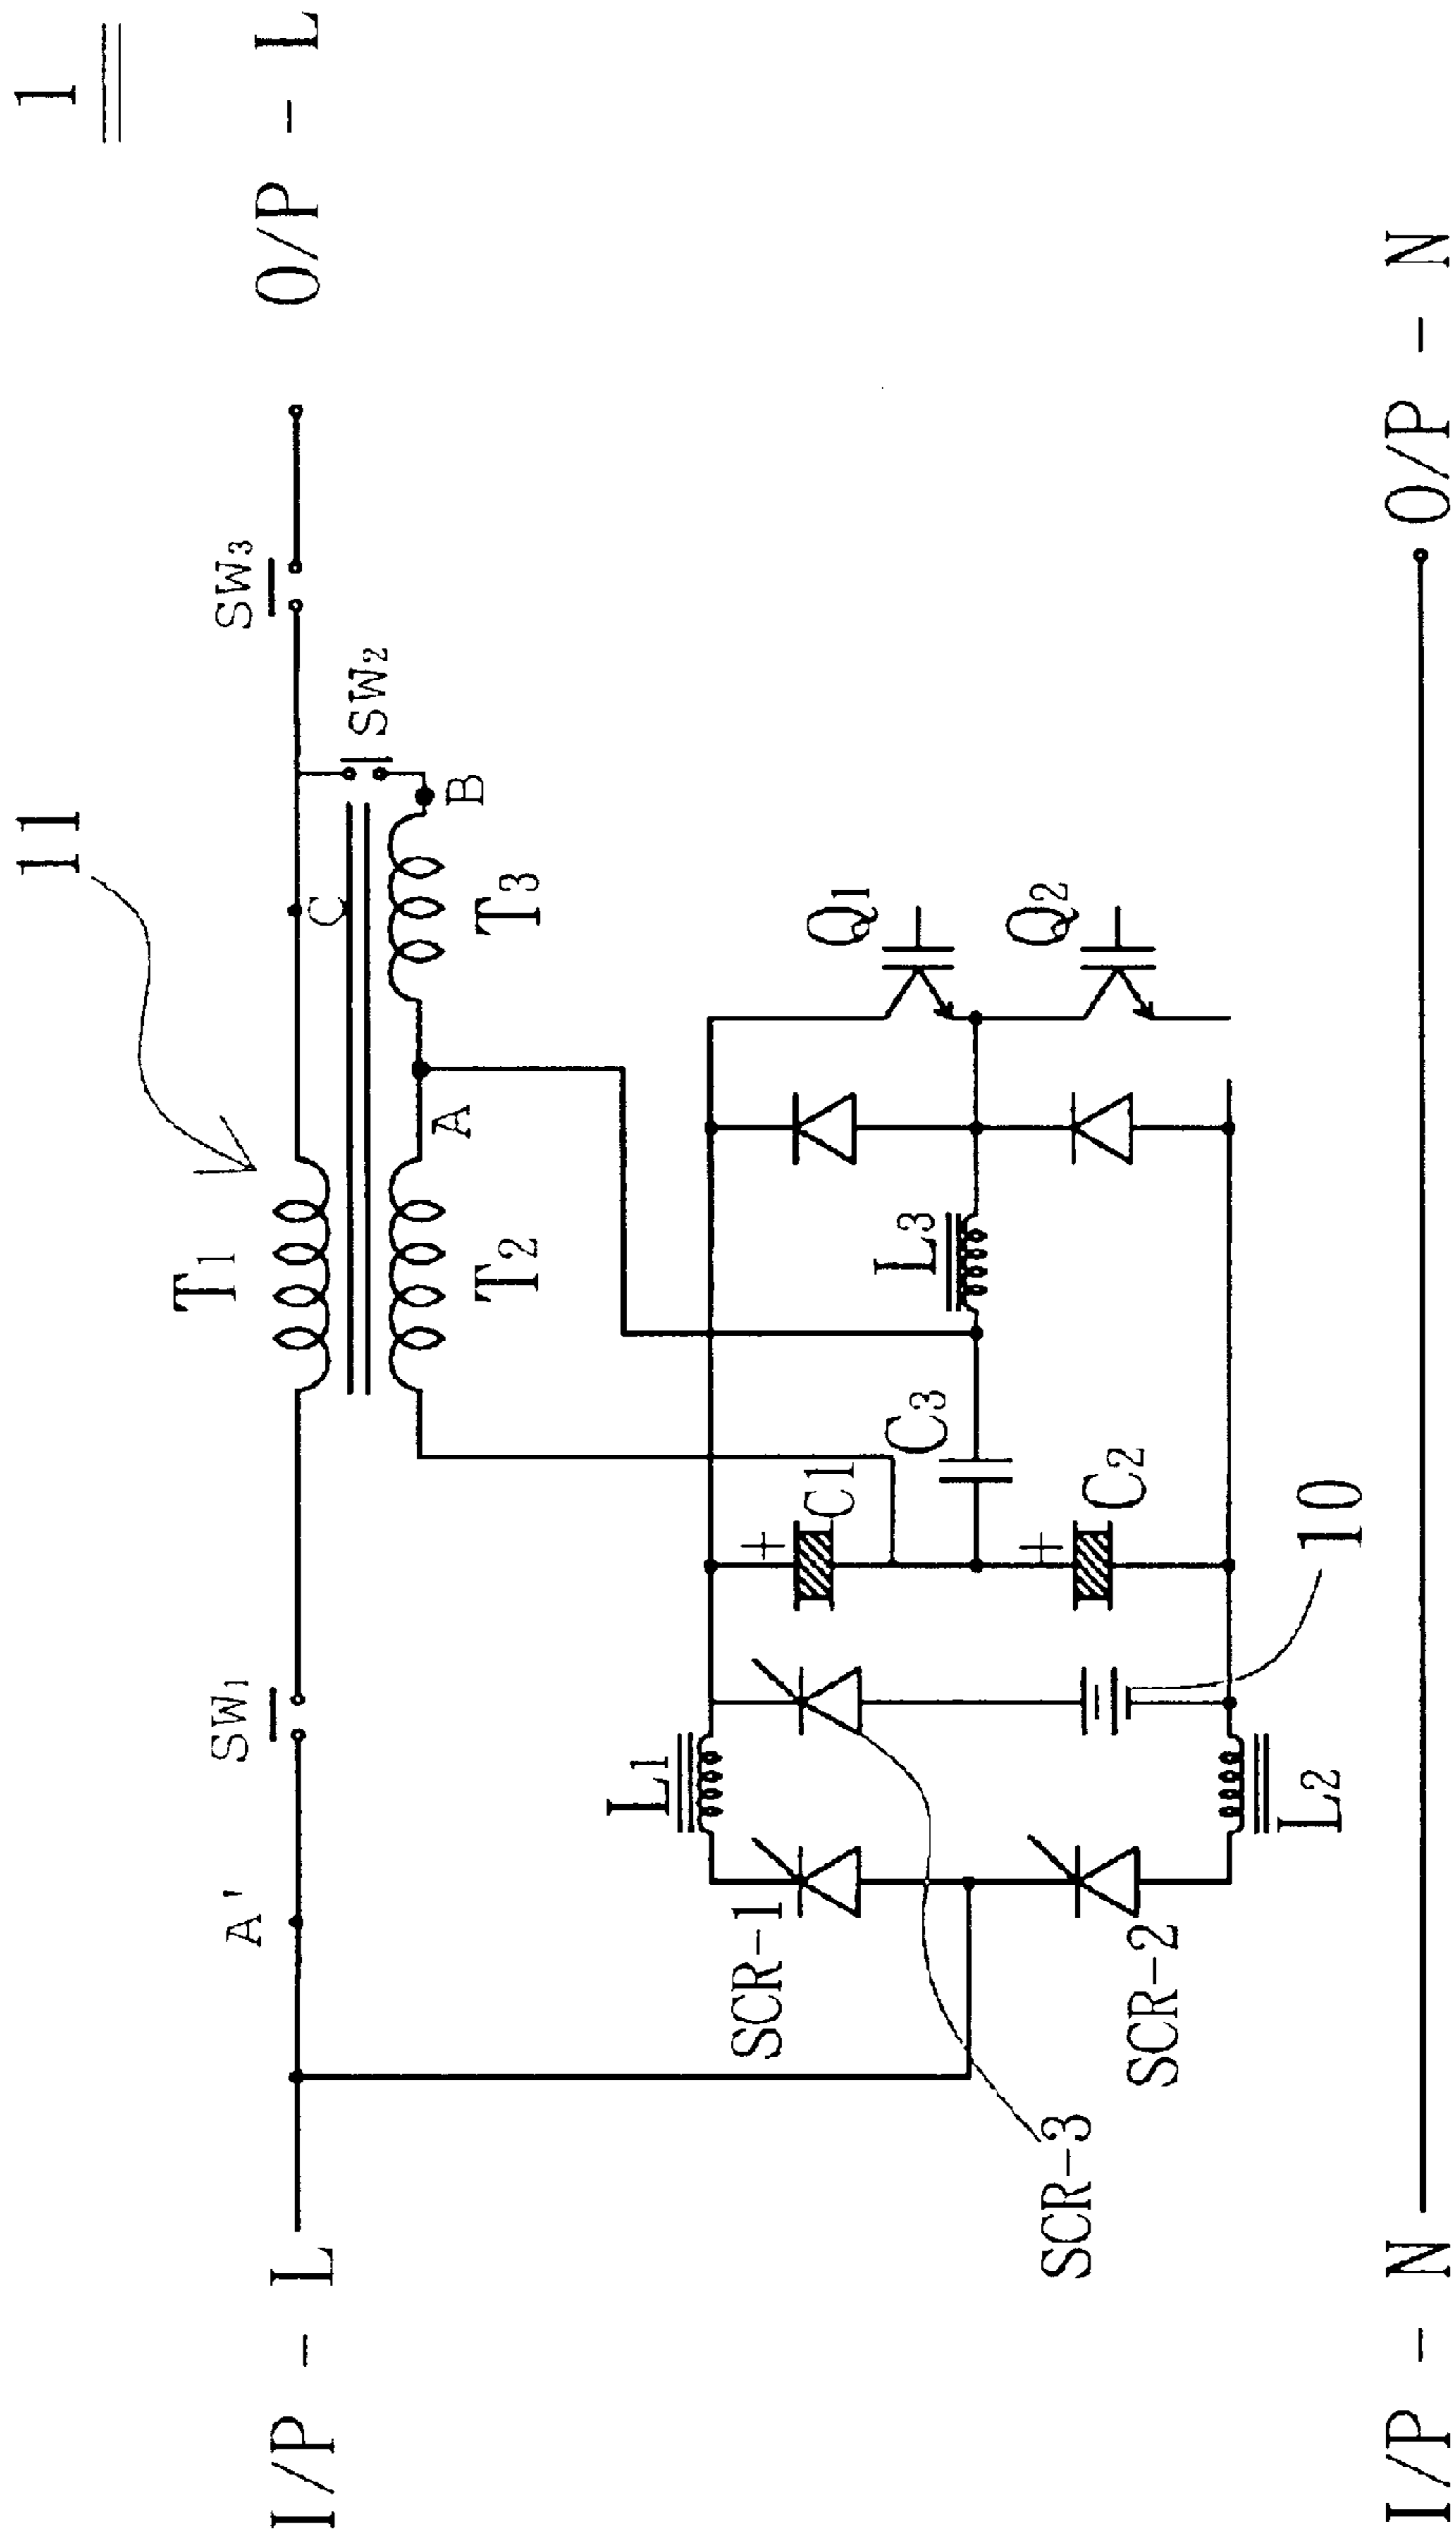 1
I/P - L
O/P - L
11
A'
SW1
T1
C
SW2
SW3
T2
A
T3
B
L1
SCR-1
C1
C3
L3
Q1
Q2
SCR-3
SCR-2
L2
C2
10
+
+
I/P - N
O/P - N